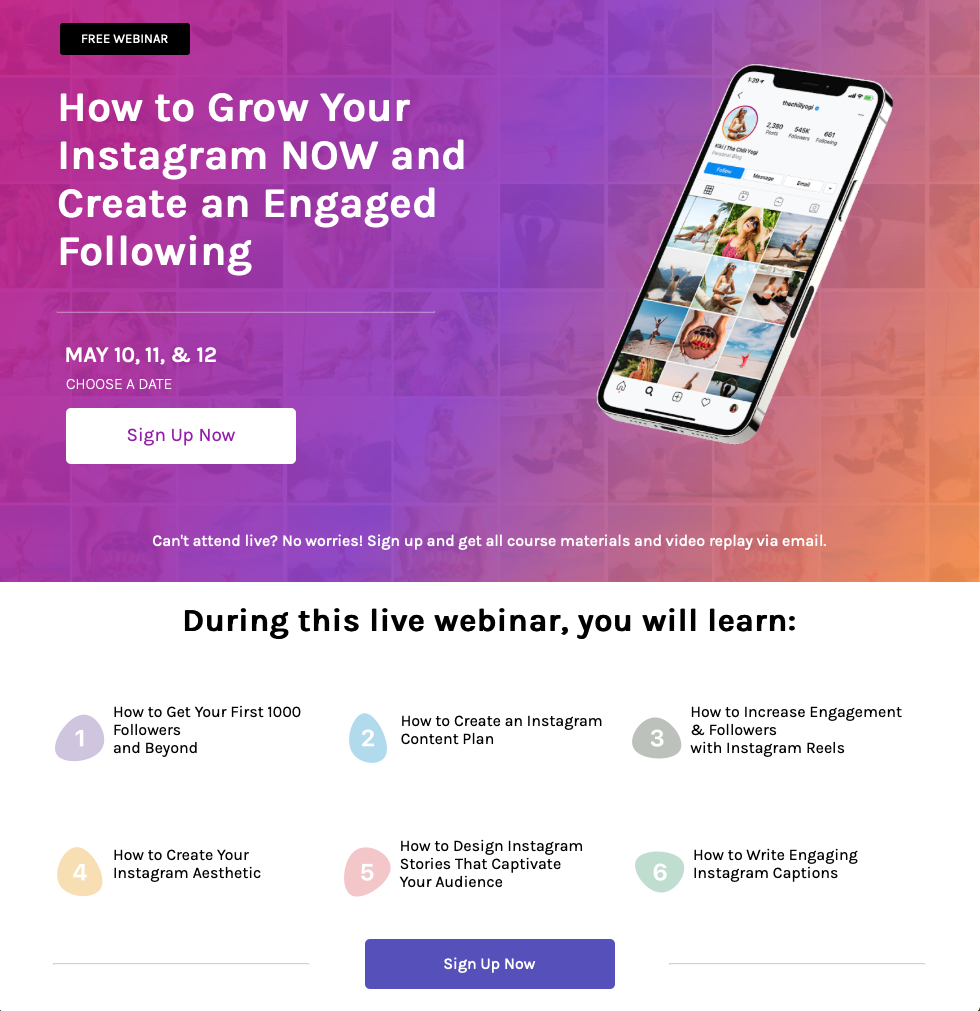 FREE WEBINAR
How to Grow Your
Instagram NOW and
Create an Engaged
Following
MAY 10, 11, & 12
CHOOSE A DATE
Sign Up Now
1:39
thechillyogi
2,380
Posts
545K
Followers
661
Following
Kiki | The Chill Yogi
Personal Blog
Follow
Message
Email
Can't attend live? No worries! Sign up and get all course materials and video replay via email.
During this live webinar, you will learn:
1
How to Get Your First 1000
Followers
and Beyond
2
How to Create an Instagram
Content Plan
3
How to Increase Engagement
& Followers
with Instagram Reels
4
How to Create Your
Instagram Aesthetic
5
How to Design Instagram
Stories That Captivate
Your Audience
6
How to Write Engaging
Instagram Captions
Sign Up Now